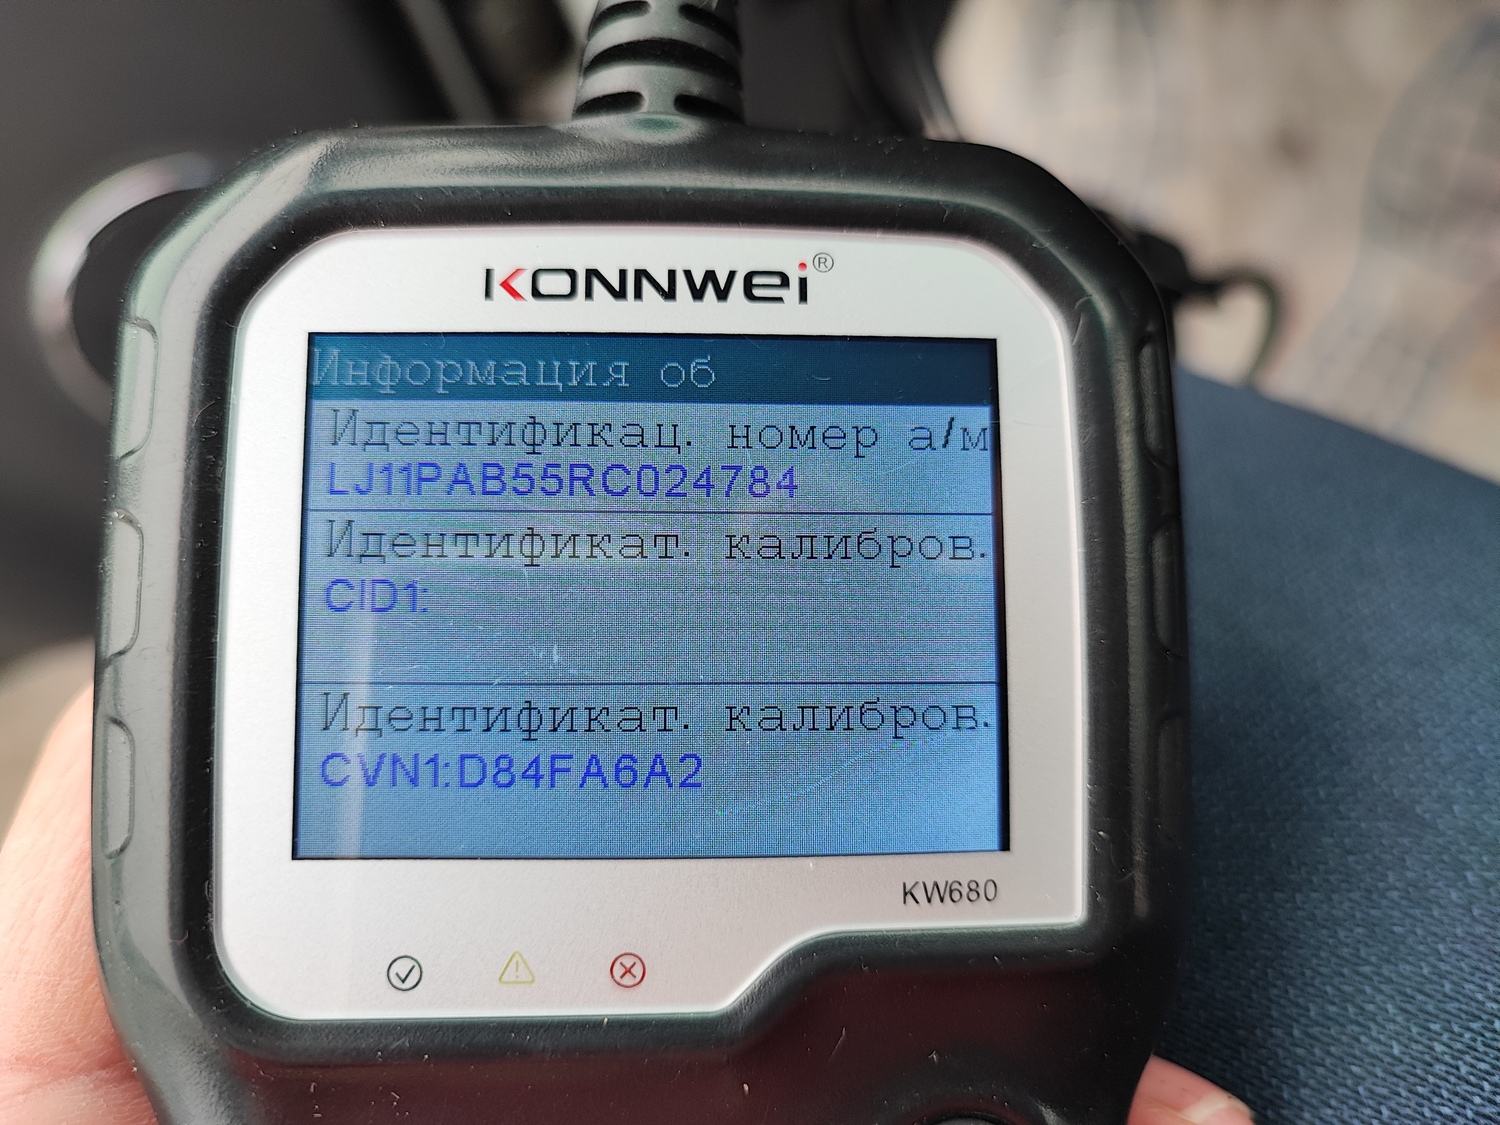 KONNWEI®
Информация об
Идентификац. номер а/м
LJ11PAB55RC024784
Идентификат. калибров.
CID1:
Идентификат. калибров.
CVN1:D84FA6A2
KW680